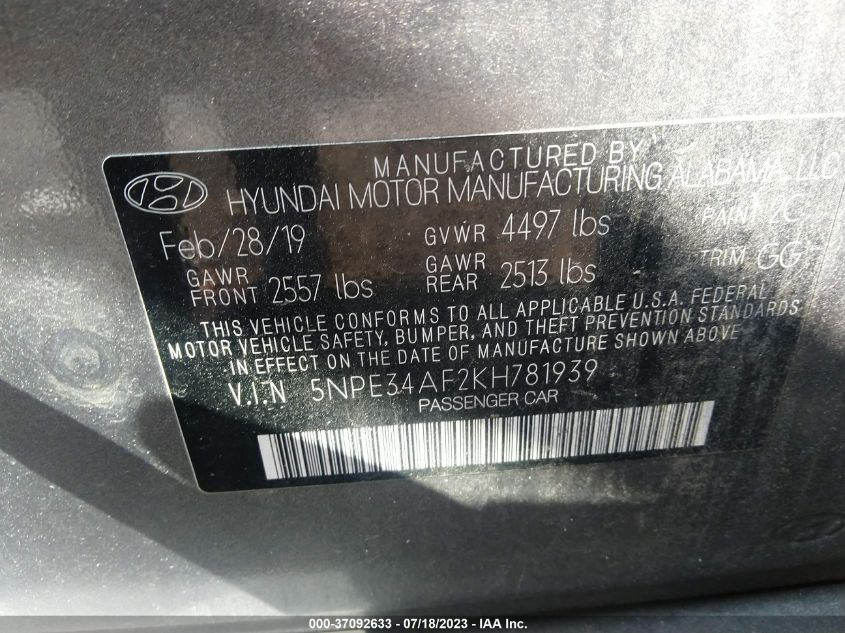 MANUFACTURED BY
HYUNDAI MOTOR MANUFACTURING ALABAMA, LLC
Feb/28/19 GVWR 4497 lbs PAINT 2C
GAWR FRONT 2557 lbs GAWR REAR 2513 lbs TRIM GG
THIS VEHICLE CONFORMS TO ALL APPLICABLE U.S.A. FEDERAL
MOTOR VEHICLE SAFETY, BUMPER, AND THEFT PREVENTION STANDARDS
IN EFFECT ON THE DATE OF MANUFACTURE SHOWN ABOVE
V.I.N 5NPE34AF2KH781939
PASSENGER CAR
000-37092633 - 07/18/2023 - IAA Inc.